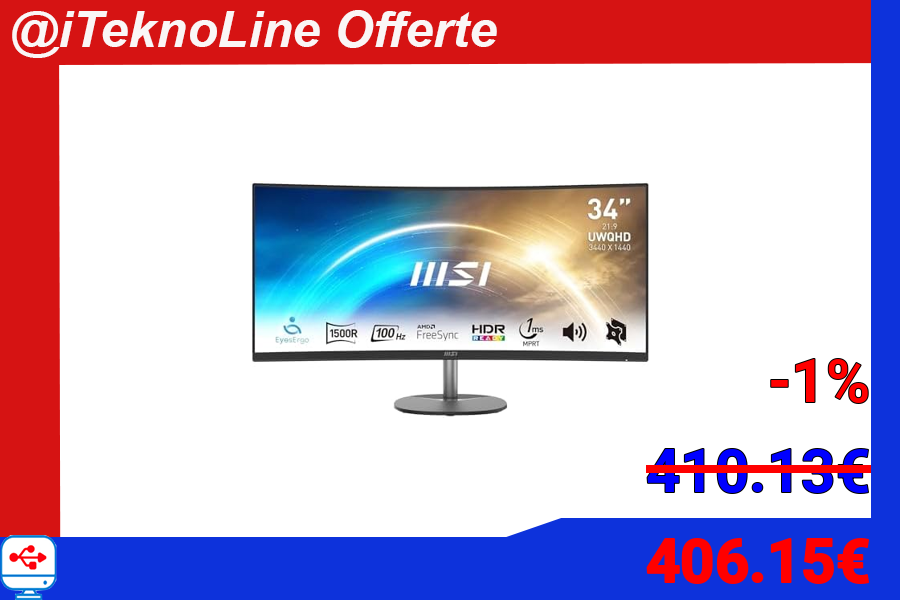 @iTeknoLine Offerte
34”
21:9
UWQHD
3440 X 1440
msi
EyesErgo
1500R
100Hz
AMD
FreeSync
HDR
READY
1ms
MPRT
msi
-1%
410.13€
406.15€